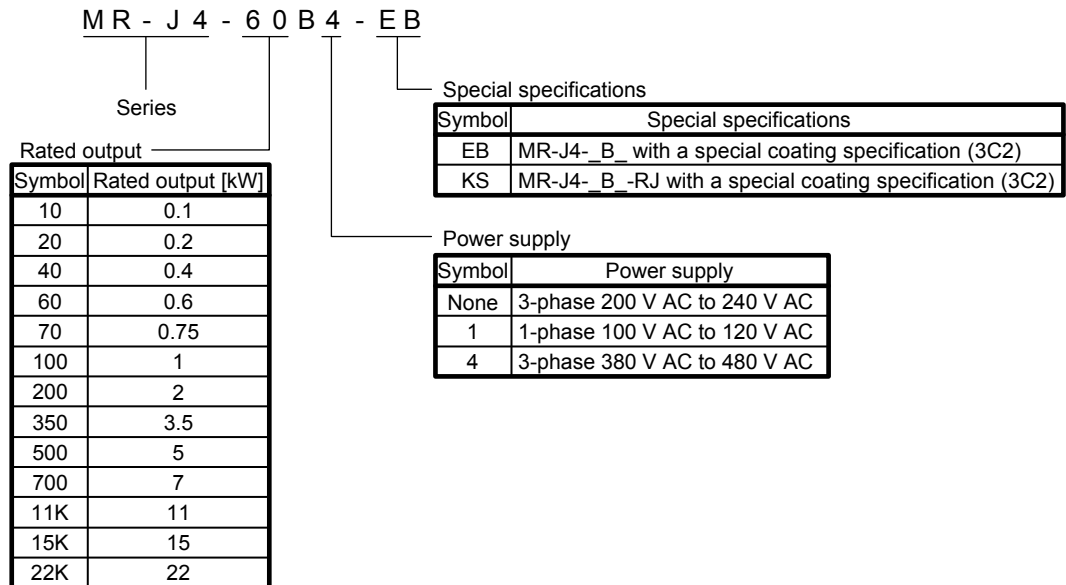 MR-J4-60B4-EB
Series
Special specifications
Symbol Special specifications
EB MR-J4-_B_ with a special coating specification (3C2)
KS MR-J4-_B_-RJ with a special coating specification (3C2)
Rated output
Symbol Rated output [kW]
10 0.1
20 0.2
40 0.4
60 0.6
70 0.75
100 1
200 2
350 3.5
500 5
700 7
11K 11
15K 15
22K 22
Power supply
Symbol Power supply
None 3-phase 200 V AC to 240 V AC
1 1-phase 100 V AC to 120 V AC
4 3-phase 380 V AC to 480 V AC